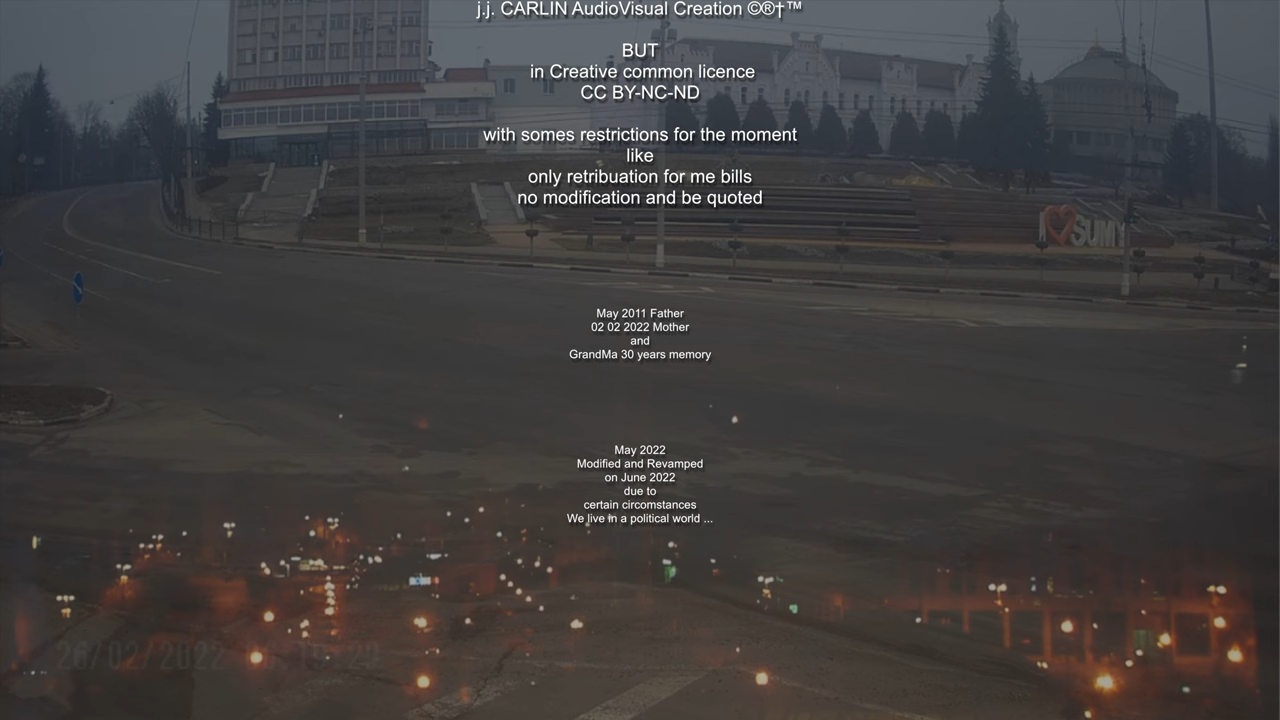 j.j. CARLIN AudioVisual Creation ©®†™
BUT
in Creative common licence
CC BY-NC-ND
with somes restrictions for the moment
like
only retribuation for me bills
no modification and be quoted
I SUMY
May 2011 Father
02 02 2022 Mother
and
GrandMa 30 years memory
May 2022
Modified and Revamped
on June 2022
due to
certain circomstances
We live in a political world ...
26/02/2022